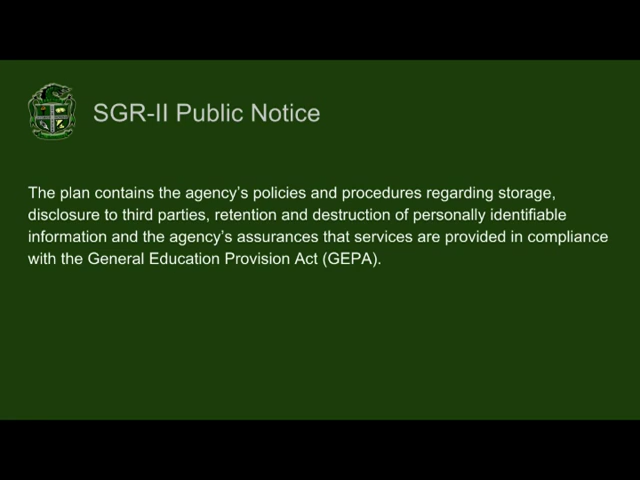 SGR-II Public Notice
The plan contains the agency’s policies and procedures regarding storage,
disclosure to third parties, retention and destruction of personally identifiable
information and the agency’s assurances that services are provided in compliance
with the General Education Provision Act (GEPA).